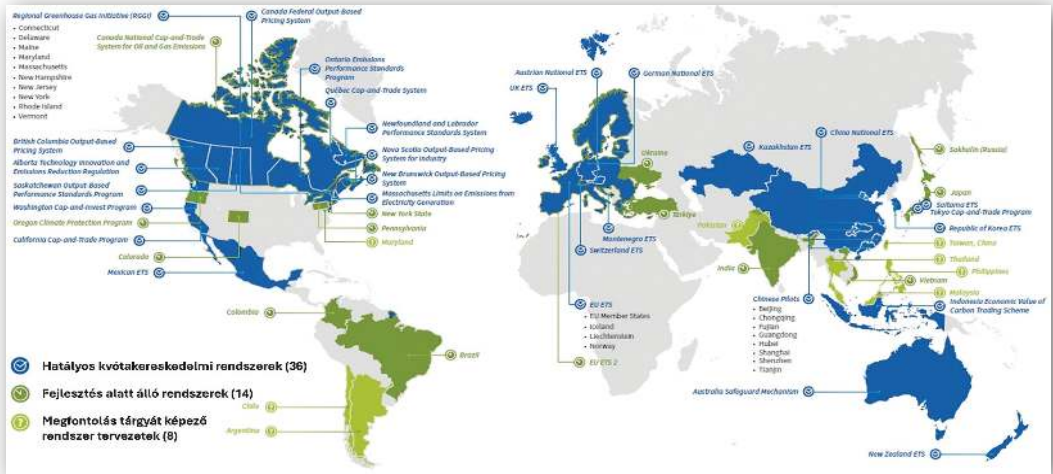 Regional Greenhouse Gas Initiative (RGGI)
• Connecticut
• Delaware
• Maine
• Maryland
• Massachusetts
• New Hampshire
• New Jersey
• New York
• Rhode Island
• Vermont
Canada Federal Output-Based
Pricing System
Canada National Cap-and-Trade
System for Oil and Gas Emissions
Ontario Emissions
Performance Standards
Program
Québec Cap-and-Trade System
Newfoundland and Labrador
Performance Standards System
Nova Scotia Output-Based Pricing
System for Industry
New Brunswick Output-Based Pricing
System
Massachusetts Limits on Emissions from
Electricity Generation
New York State
Pennsylvania
Maryland
British Columbia Output-Based
Pricing System
Alberta Technology Innovation and
Emissions Reduction Regulation
Saskatchewan Output Based
Performance Standards Program
Washington Cap-and-Invest Program
Oregon Climate Protection Program
California Cap-and-Trade Program
Colorado
Mexican ETS
Colombia
Brazil
Chile
Argentina
Austrian National ETS
German National ETS
UK ETS
Ukraine
Türkiye
Montenegro ETS
Switzerland ETS
EU ETS
• EU Member States
• Iceland
• Liechtenstein
• Norway
EU ETS 2
China National ETS
Kazakhstan ETS
Sakhalin (Russia)
Japan
Saitama ETS
Tokyo Cap-and-Trade Program
Republic of Korea ETS
Taiwan, China
Thailand
Philippines
Vietnam
Malaysia
Indonesia Economic Value of
Carbon Trading Scheme
Pakistan
India
Chinese Pilots
• Beijing
• Chongqing
• Fujian
• Guangdong
• Hubei
• Shanghai
• Shenzhen
• Tianjin
Australia Safeguard Mechanism
New Zealand ETS
Hatályos kvótakereskedelmi rendszerek (36)
Fejlesztés alatt álló rendszerek (14)
Megfontolás tárgyát képező
rendszer tervezetek (8)